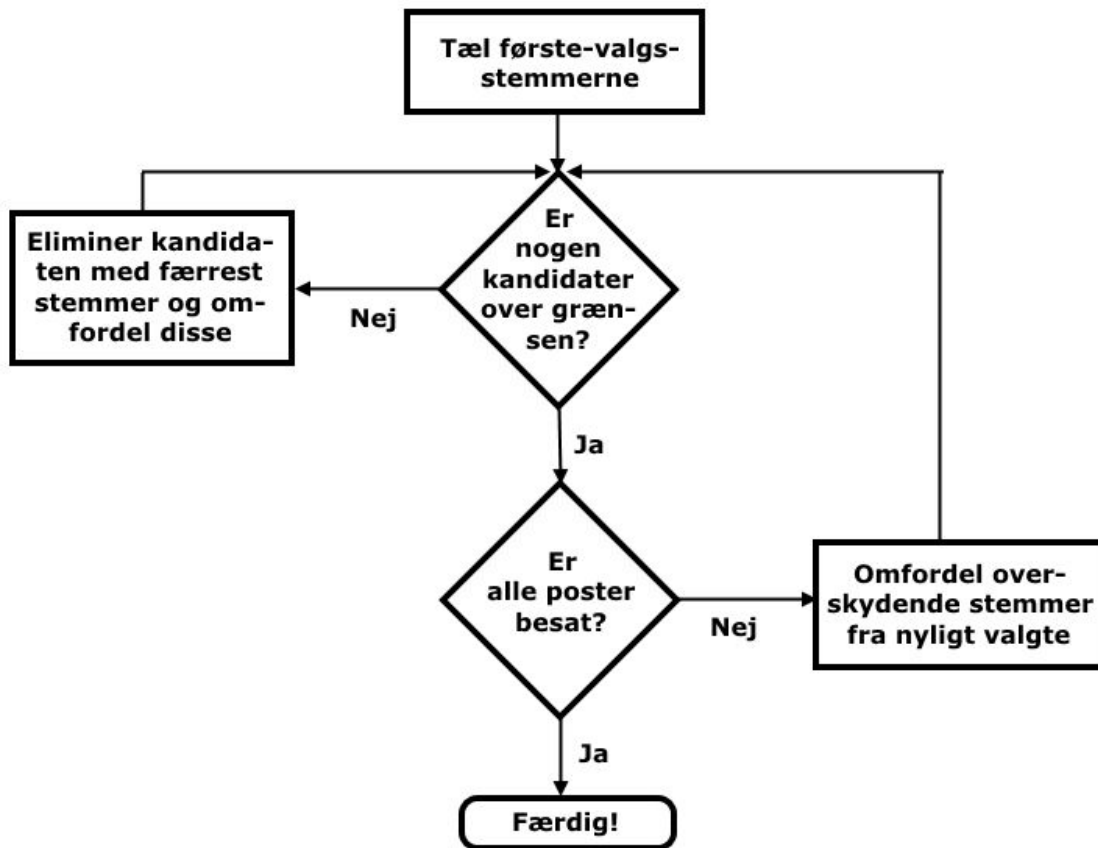 Tæl første-valgs-
stemmerne
Er
nogen
kandidater
over græn-
sen?
Nej
Eliminer kandida-
ten med færrest
stemmer og om-
fordel disse
Ja
Er
alle poster
besat?
Nej
Omfordel over-
skydende stemmer
fra nyligt valgte
Ja
Færdig!